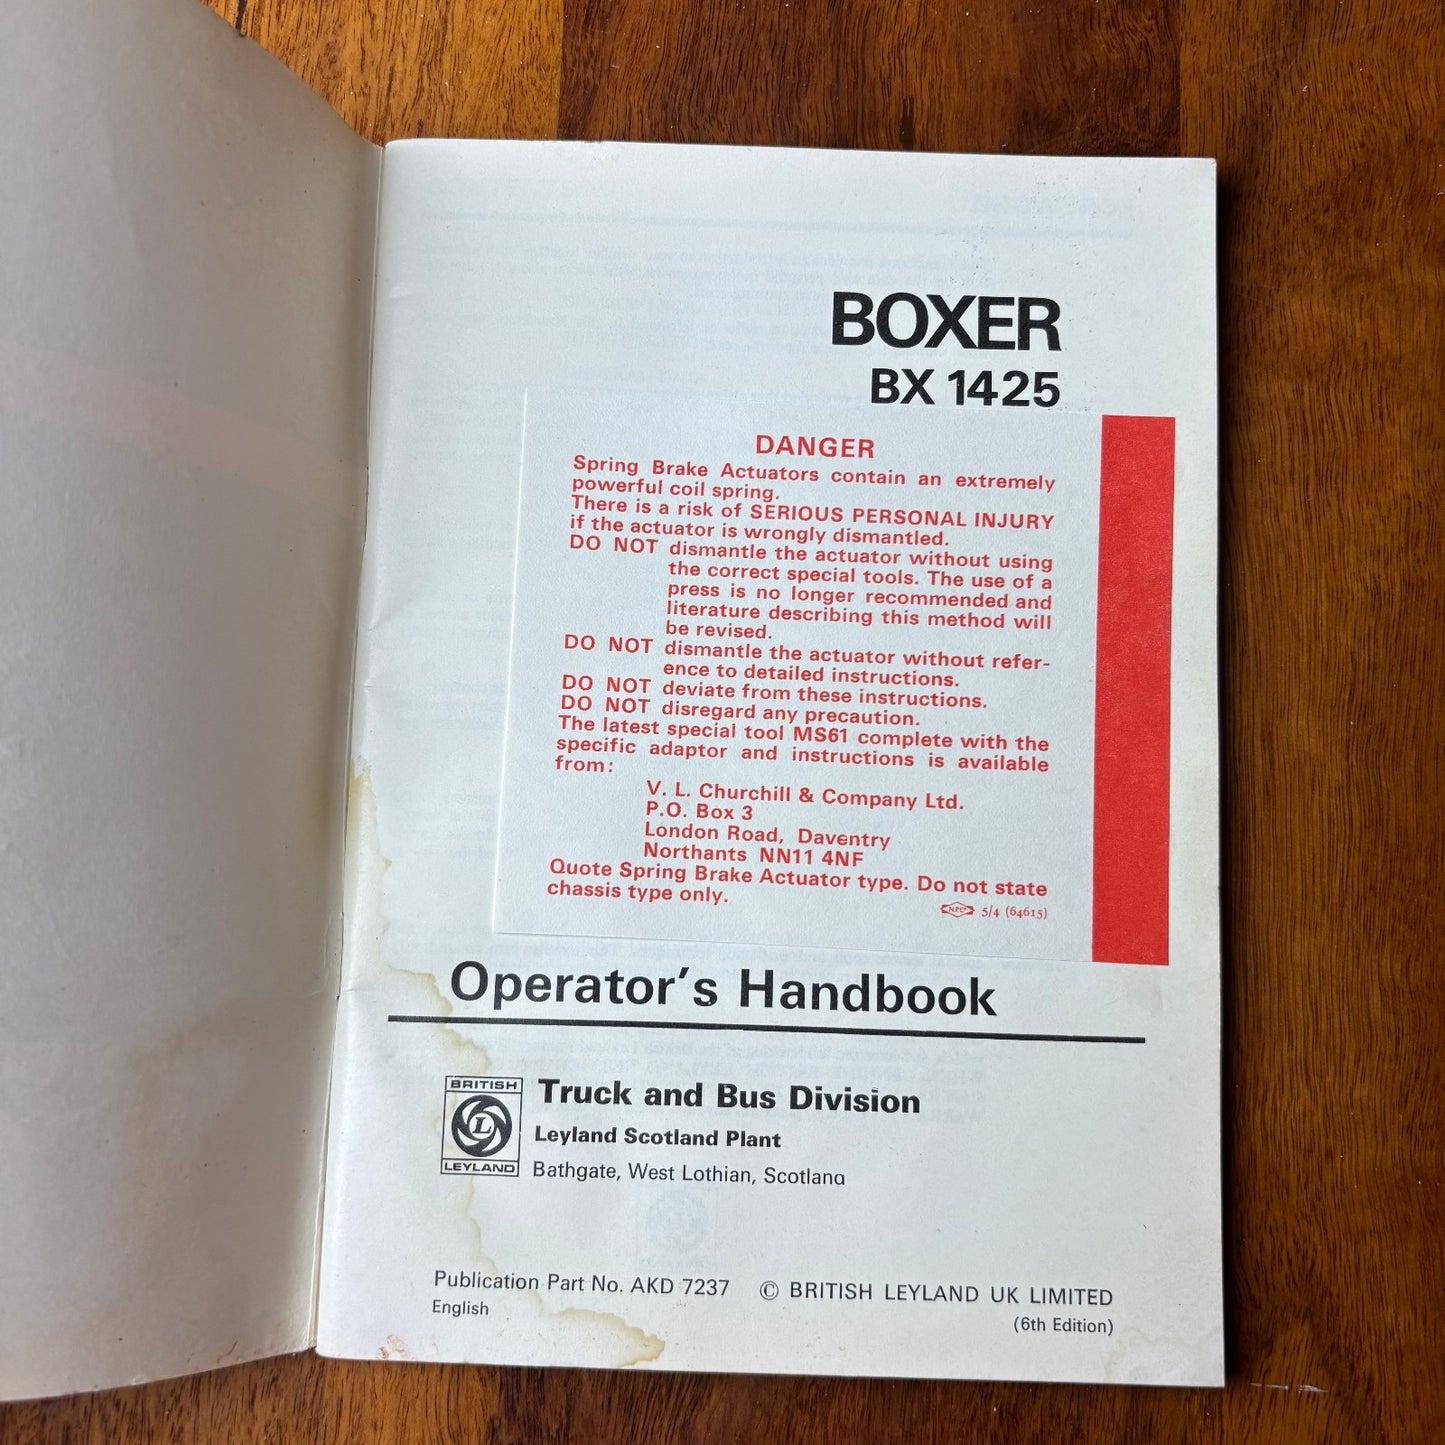 BOXER
BX 1425
DANGER
Spring Brake Actuators contain an extremely
powerful coil spring.
There is a risk of SERIOUS PERSONAL INJURY
if the actuator is wrongly dismantled.
DO NOT dismantle the actuator without using
the correct special tools. The use of a
press is no longer recommended and
literature describing this method will
be revised.
DO NOT dismantle the actuator without refer-
ence to detailed instructions.
DO NOT deviate from these instructions.
DO NOT disregard any precaution.
The latest special tool MS61 complete with the
specific adaptor and instructions is available
from:
V. L. Churchill & Company Ltd.
P.O. Box 3
London Road, Daventry
Northants NN11 4NF
Quote Spring Brake Actuator type. Do not state
chassis type only.
NPC 5/4 (64615)
Operator's Handbook
BRITISH
L
LEYLAND
Truck and Bus Division
Leyland Scotland Plant
Bathgate, West Lothian, Scotland
Publication Part No. AKD 7237 © BRITISH LEYLAND UK LIMITED
English
(6th Edition)